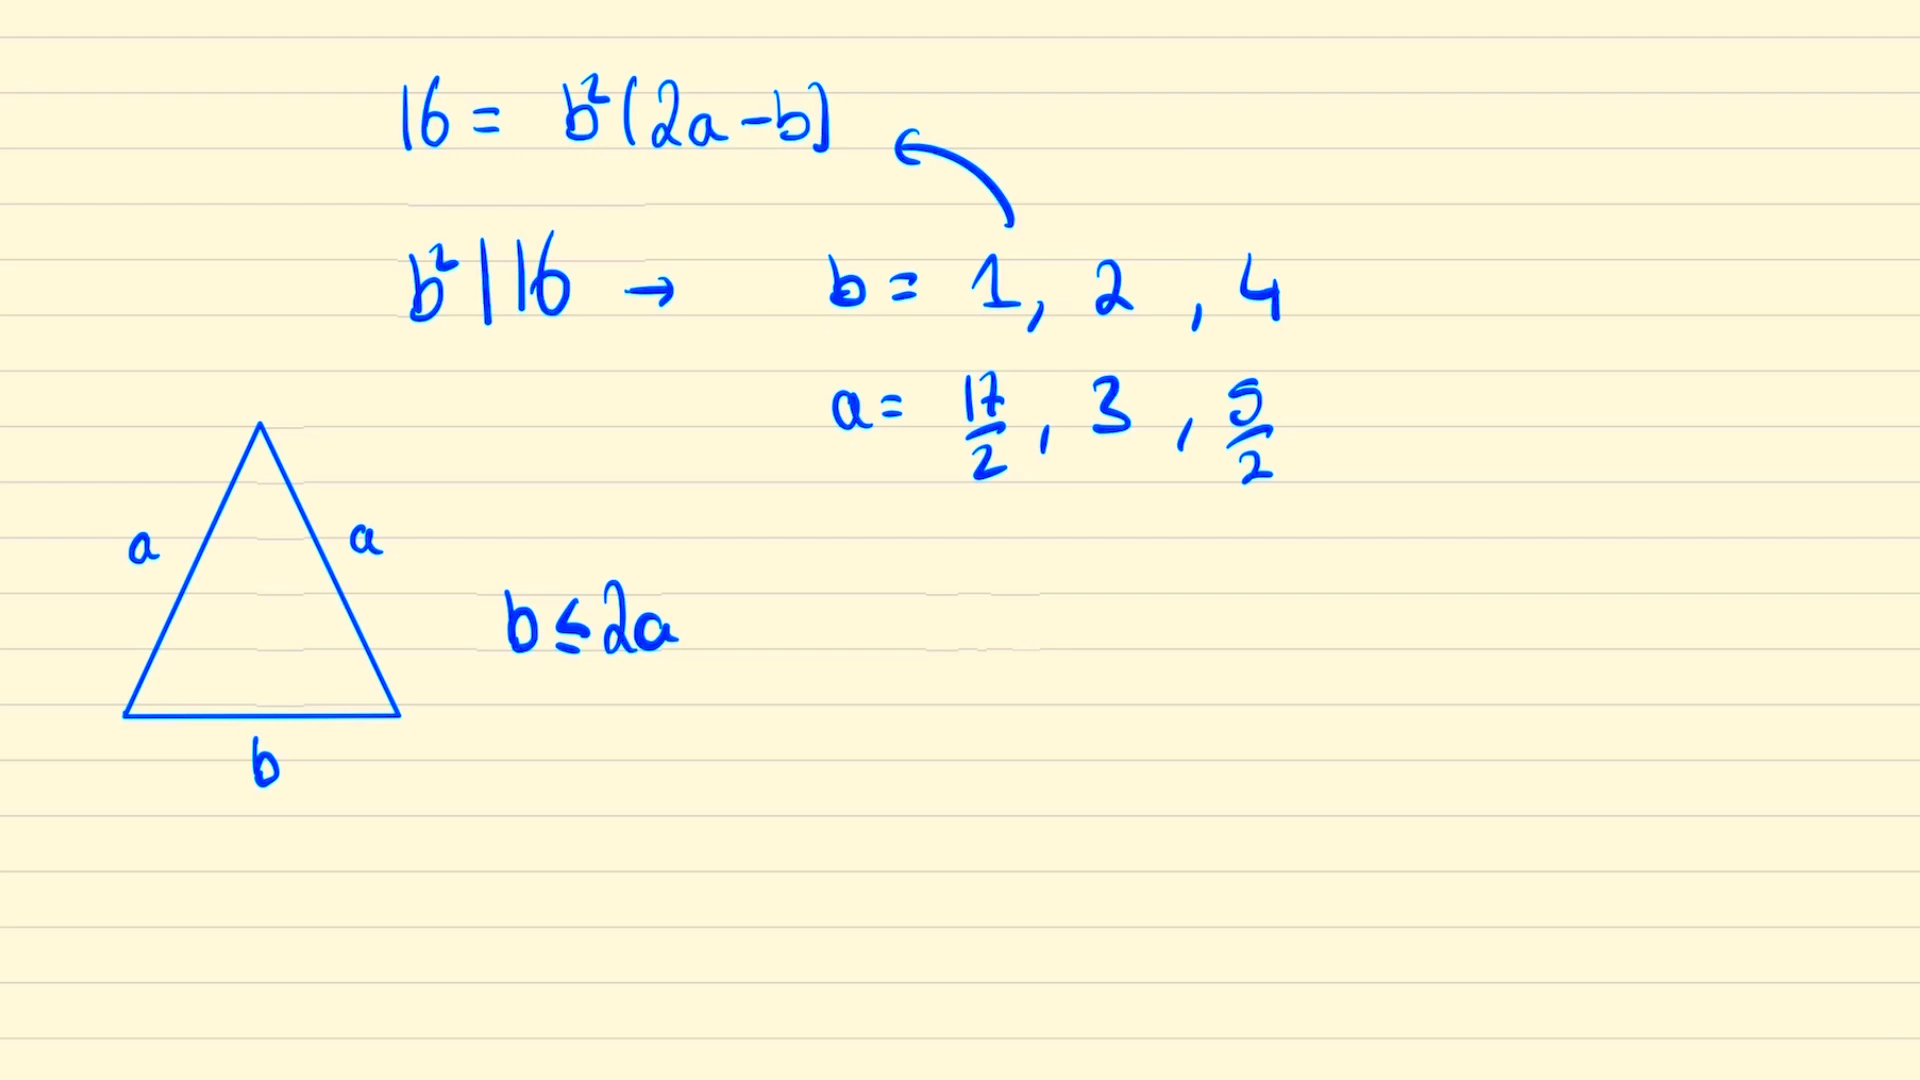 16 = b²(2a-b)
b²|16 → b = 1, 2, 4
a = 17/2, 3, 5/2
a a
b ≤ 2a
b